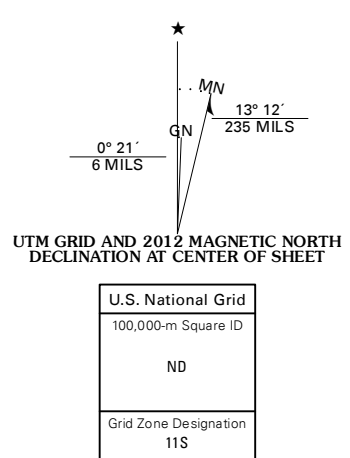 ★
MN
13° 12´
235 MILS
GN
0° 21´
6 MILS
UTM GRID AND 2012 MAGNETIC NORTH
DECLINATION AT CENTER OF SHEET
U.S. National Grid
100,000-m Square ID
ND
Grid Zone Designation
11S